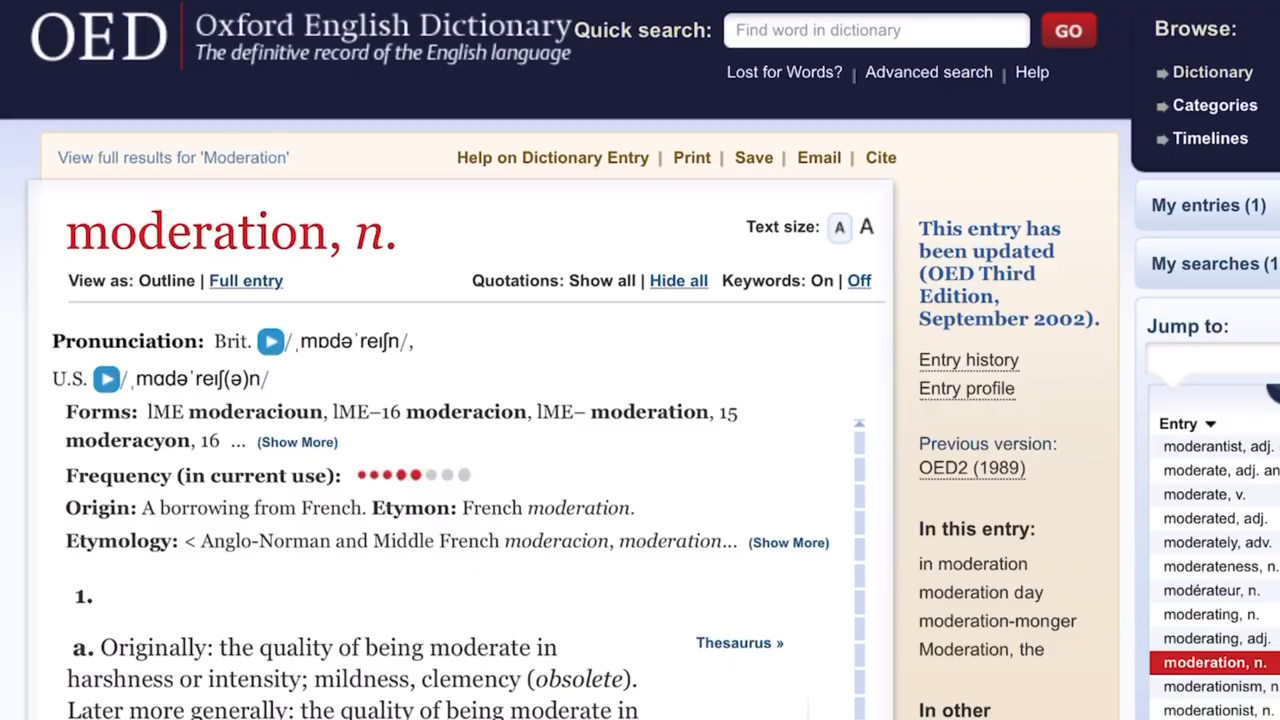 OED
Oxford English Dictionary
The definitive record of the English language
Quick search:
Find word in dictionary
GO
Lost for Words? | Advanced search | Help
Browse:
Dictionary
Categories
Timelines
View full results for 'Moderation'
Help on Dictionary Entry | Print | Save | Email | Cite
moderation, n.
Text size: A A
View as: Outline | Full entry
Quotations: Show all | Hide all Keywords: On | Off
Pronunciation: Brit. /ˌmɒdəˈreɪʃn/,
U.S. /ˌmɑdəˈreɪʃ(ə)n/
Forms: lME moderacioun, lME–16 moderacion, lME– moderation, 15
moderacyon, 16 ... (Show More)
Frequency (in current use):
Origin: A borrowing from French. Etymon: French moderation.
Etymology: < Anglo-Norman and Middle French moderacion, moderation... (Show More)
1.
a. Originally: the quality of being moderate in
harshness or intensity; mildness, clemency (obsolete).
Later more generally: the quality of being moderate in
Thesaurus »
This entry has
been updated
(OED Third
Edition,
September 2002).
Entry history
Entry profile
Previous version:
OED2 (1989)
In this entry:
in moderation
moderation day
moderation-monger
Moderation, the
In other
My entries (1)
My searches (1
Jump to:
Entry
moderantist, adj.
moderate, adj. an
moderate, v.
moderated, adj.
moderately, adv.
moderateness, n.
modérateur, n.
moderating, n.
moderating, adj.
moderation, n.
moderationism, n
moderationist, n.